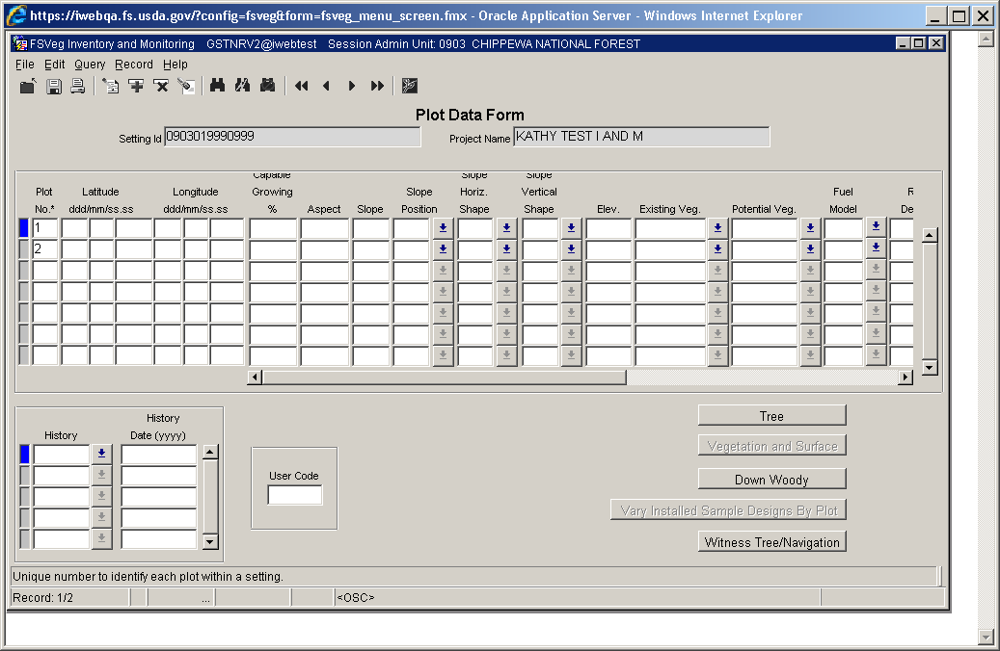 https://iwebqa.fs.usda.gov/?config=fsveg&form=fsveg_menu_screen.fmx - Oracle Application Server - Windows Internet Explorer
FSVeg Inventory and Monitoring GSTNRV2@iwebtest Session Admin Unit: 0903 CHIPPEWA NATIONAL FOREST
File Edit Query Record Help
Plot Data Form
Setting Id 0903019990999 Project Name KATHY TEST I AND M
Capable Slope Slope
Plot Latitude Longitude Growing Slope Horiz. Vertical Fuel R
No.* ddd/mm/ss.ss ddd/mm/ss.ss % Aspect Slope Position Shape Shape Elev. Existing Veg. Potential Veg. Model De
1
2
History
History Date (yyyy)
User Code
Tree
Vegetation and Surface
Down Woody
Vary Installed Sample Designs By Plot
Witness Tree/Navigation
Unique number to identify each plot within a setting.
Record: 1/2 ... <OSC>